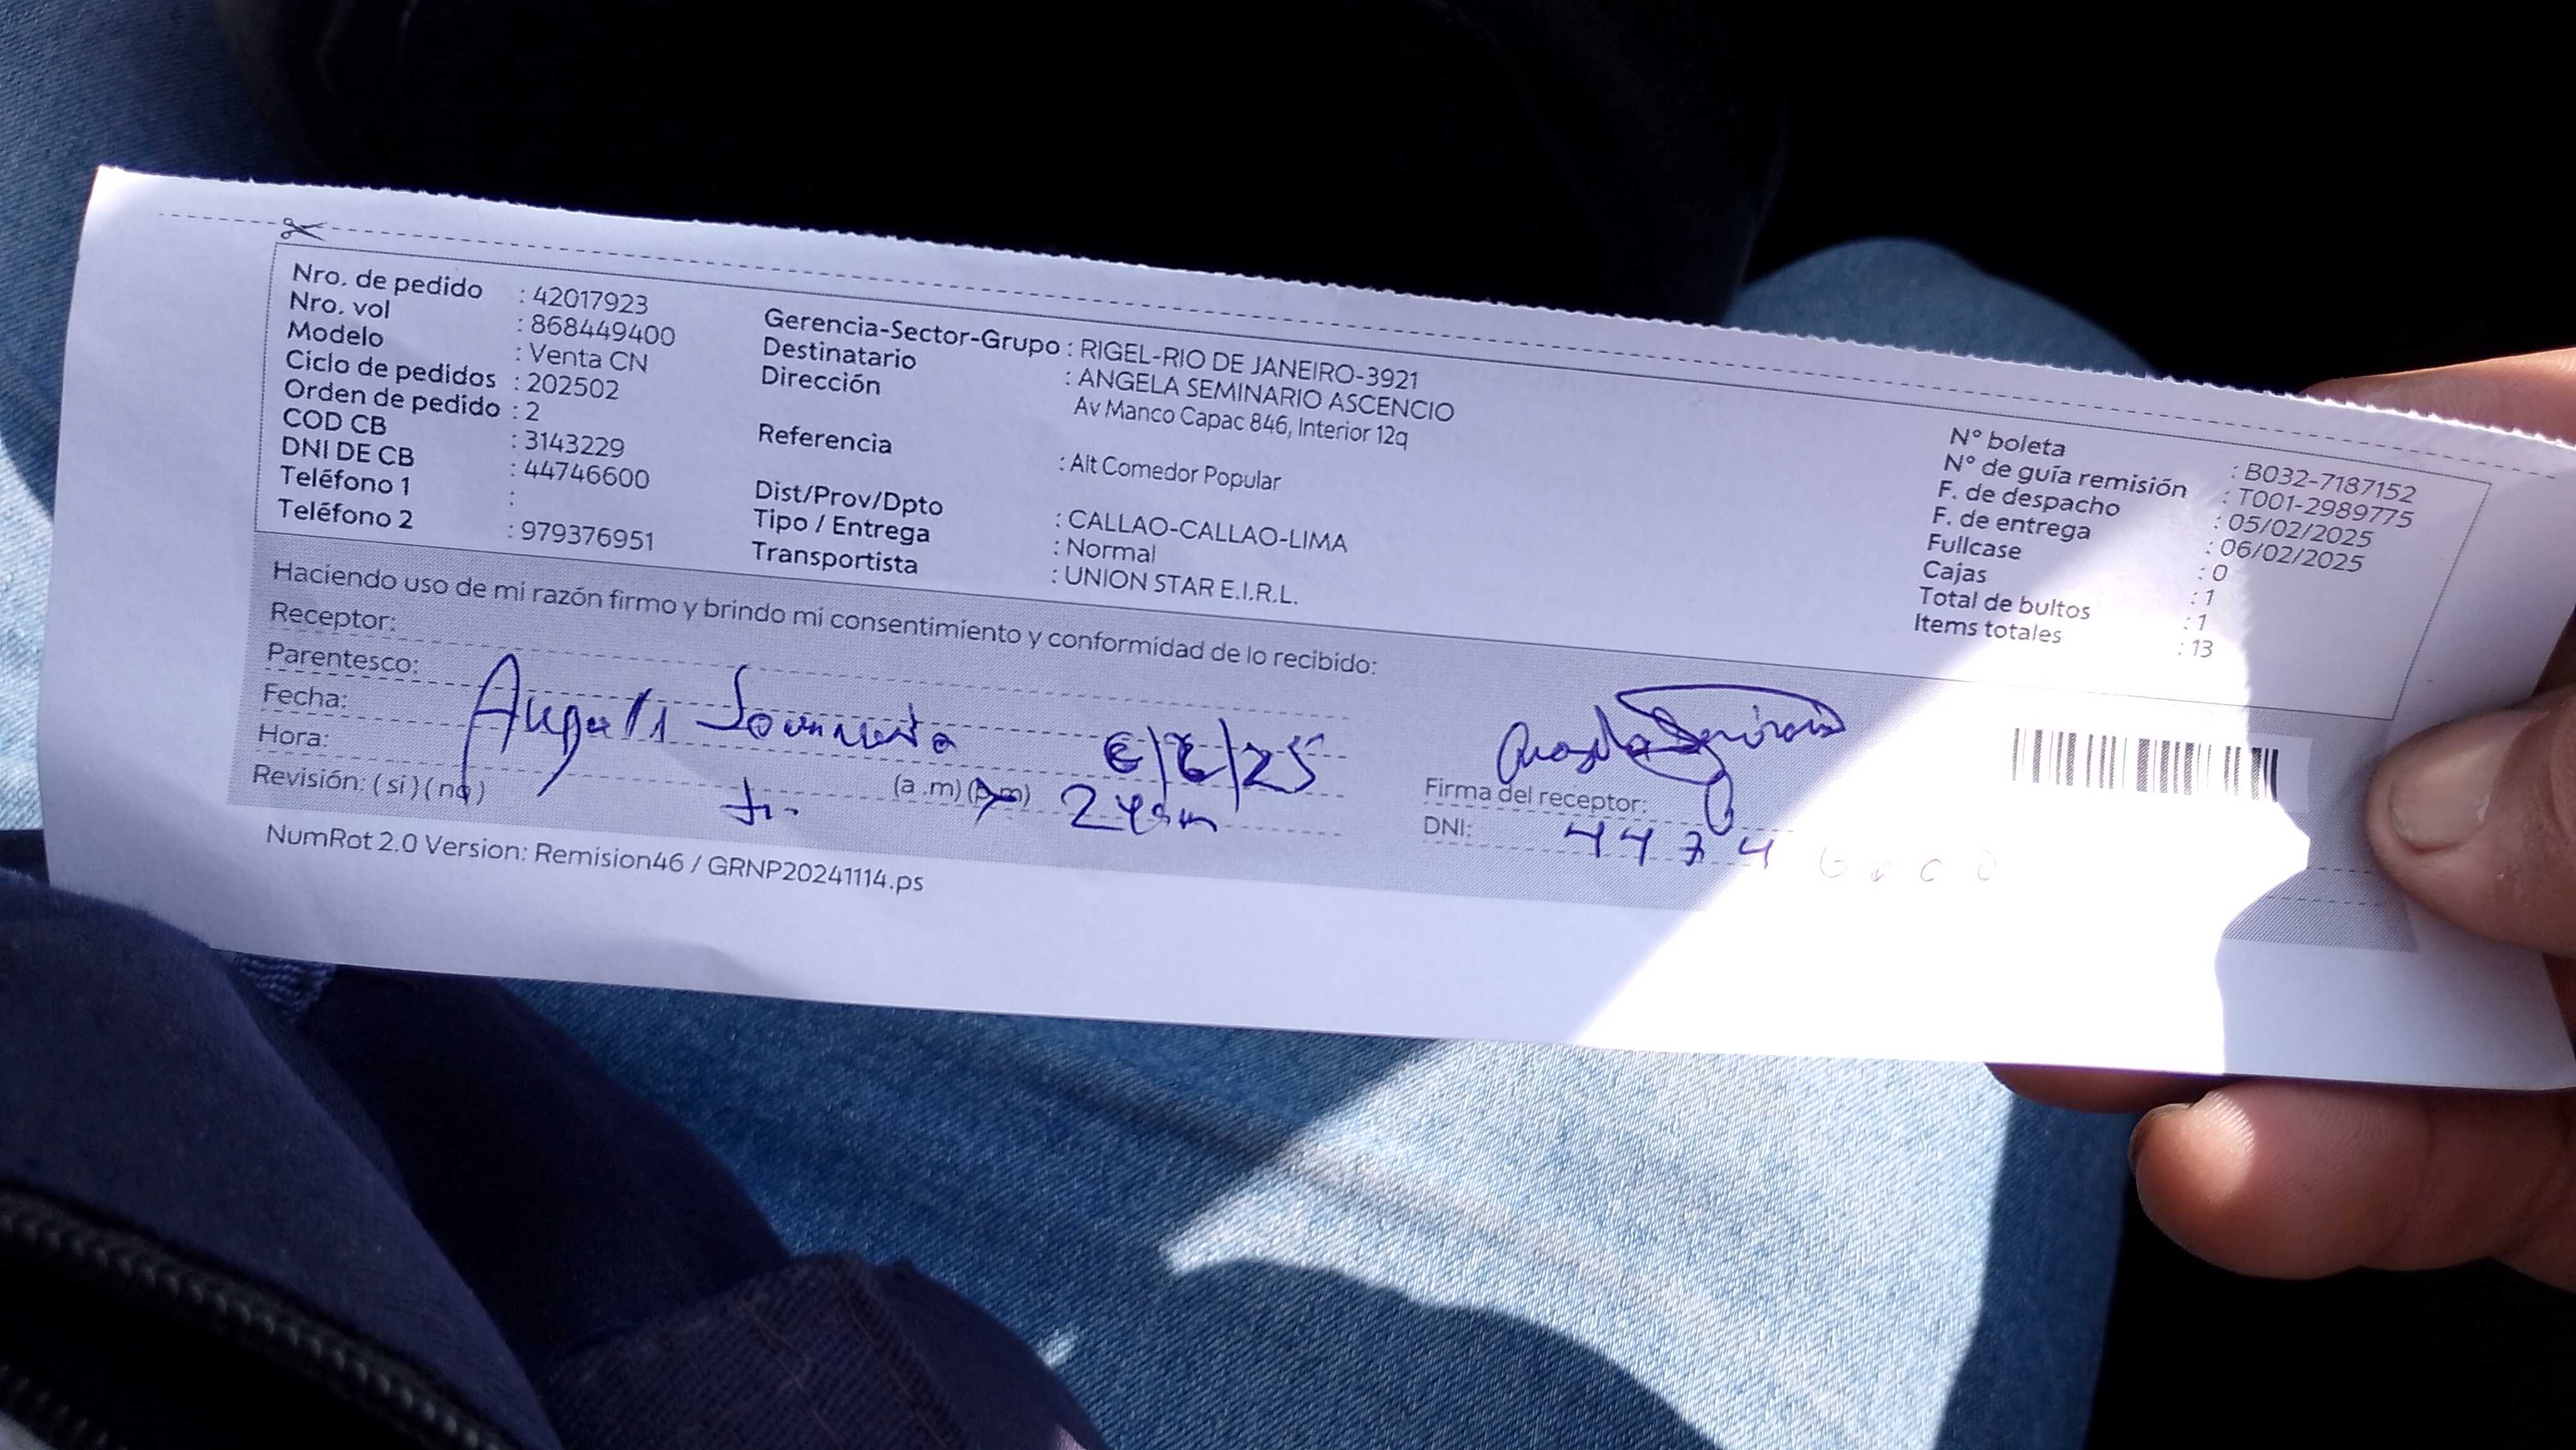 Nro. de pedido : 42017923
Nro. vol : 868449400
Modelo : Venta CN
Ciclo de pedidos : 202502
Orden de pedido : 2
COD CB : 3143229
DNI DE CB : 44746600
Teléfono 1 :
Teléfono 2 : 979376951
Gerencia-Sector-Grupo : RIGEL-RIO DE JANEIRO-3921
Destinatario : ANGELA SEMINARIO ASCENCIO
Dirección Av Manco Capac 846, Interior 12q
Referencia : Alt Comedor Popular
Dist/Prov/Dpto : CALLAO-CALLAO-LIMA
Tipo / Entrega : Normal
Transportista : UNION STAR E.I.R.L.
N° boleta : B032-7187152
N° de guía remisión : T001-2989775
F. de despacho : 05/02/2025
F. de entrega : 06/02/2025
Fullcase : 0
Cajas : 1
Total de bultos : 1
Items totales : 13
Haciendo uso de mi razón firmo y brindo mi consentimiento y conformidad de lo recibido:
Receptor:
Parentesco:
Fecha:
Hora: (a.m) (p.m)
Revisión: (si) (no)
Firma del receptor:
DNI: 4474 6600
NumRot 2.0 Version: Remision46 / GRNP20241114.ps